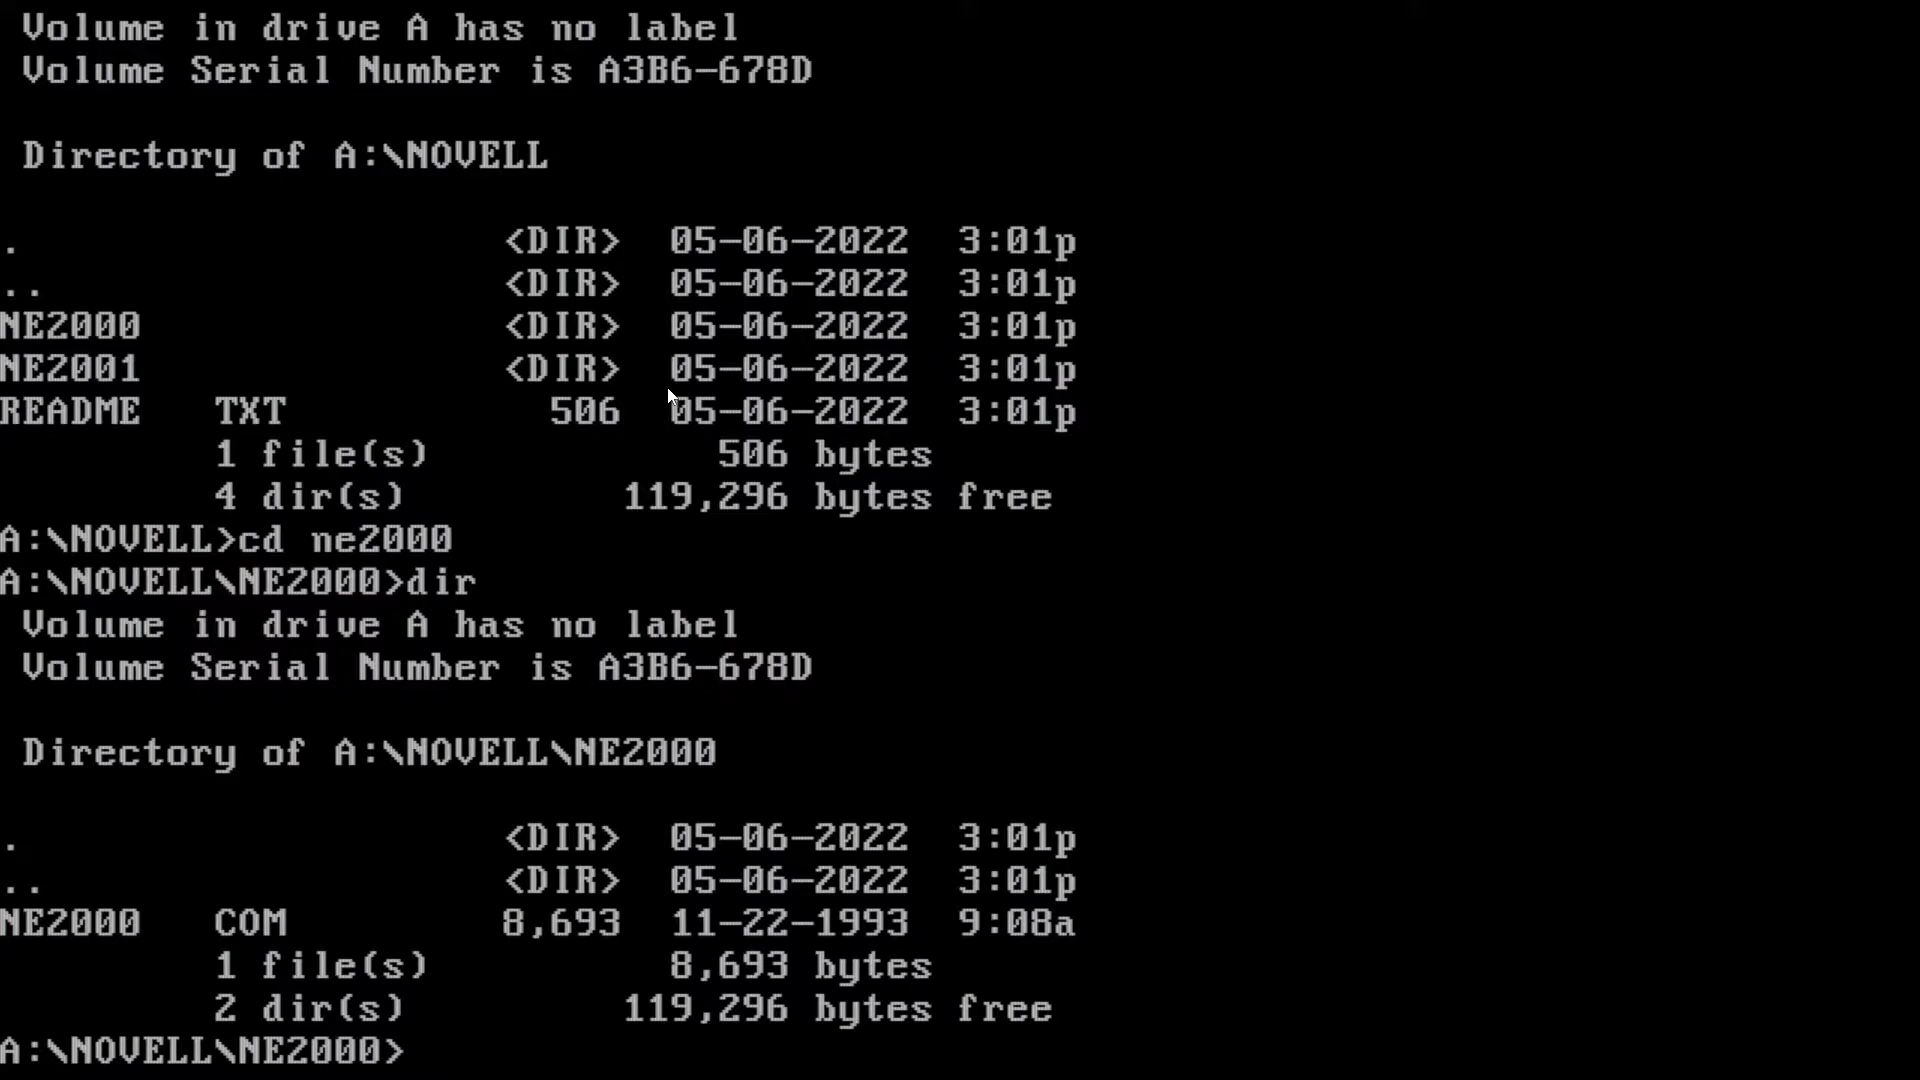 Volume in drive A has no label
Volume Serial Number is A3B6-678D
Directory of A:\NOVELL
. <DIR> 05-06-2022 3:01p
.. <DIR> 05-06-2022 3:01p
NE2000 <DIR> 05-06-2022 3:01p
NE2001 <DIR> 05-06-2022 3:01p
README TXT 506 05-06-2022 3:01p
1 file(s) 506 bytes
4 dir(s) 119,296 bytes free
A:\NOVELL>cd ne2000
A:\NOVELL\NE2000>dir
Volume in drive A has no label
Volume Serial Number is A3B6-678D
Directory of A:\NOVELL\NE2000
. <DIR> 05-06-2022 3:01p
.. <DIR> 05-06-2022 3:01p
NE2000 COM 8,693 11-22-1993 9:08a
1 file(s) 8,693 bytes
2 dir(s) 119,296 bytes free
A:\NOVELL\NE2000>